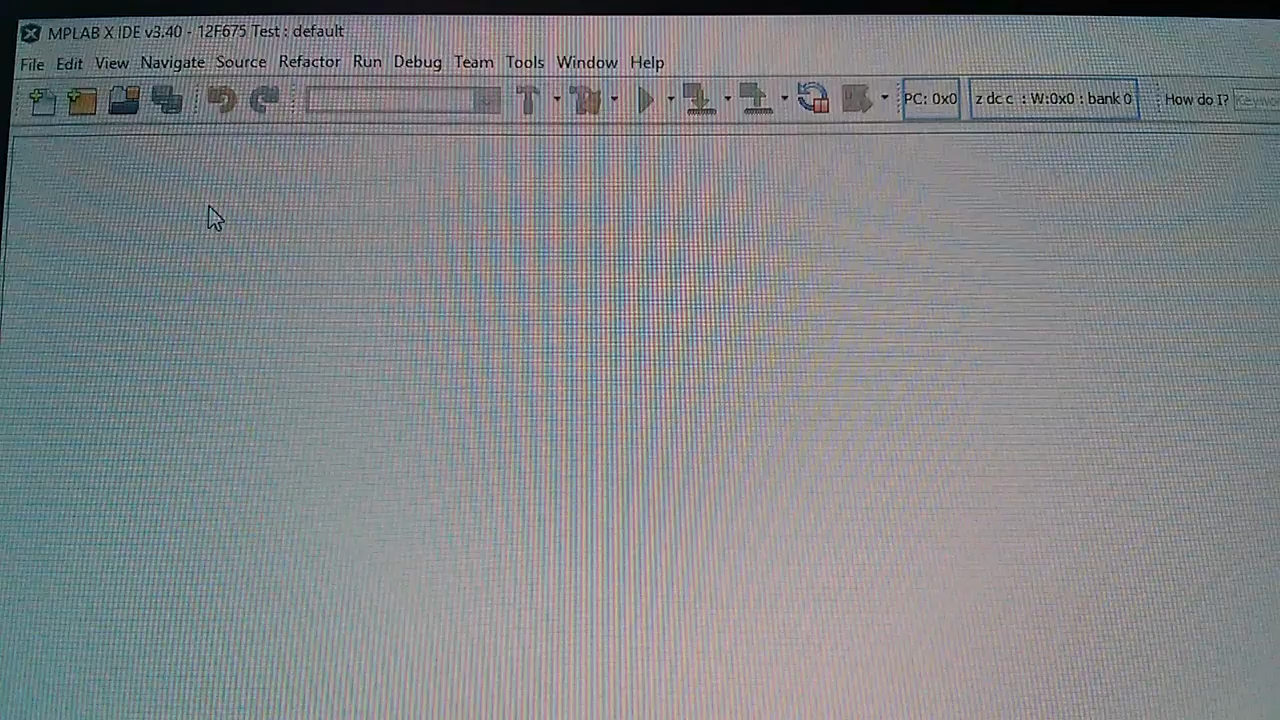 MPLAB X IDE v3.40 - 12F675 Test : default
File Edit View Navigate Source Refactor Run Debug Team Tools Window Help
PC: 0x0 z dc c : W:0x0 : bank 0 How do I?